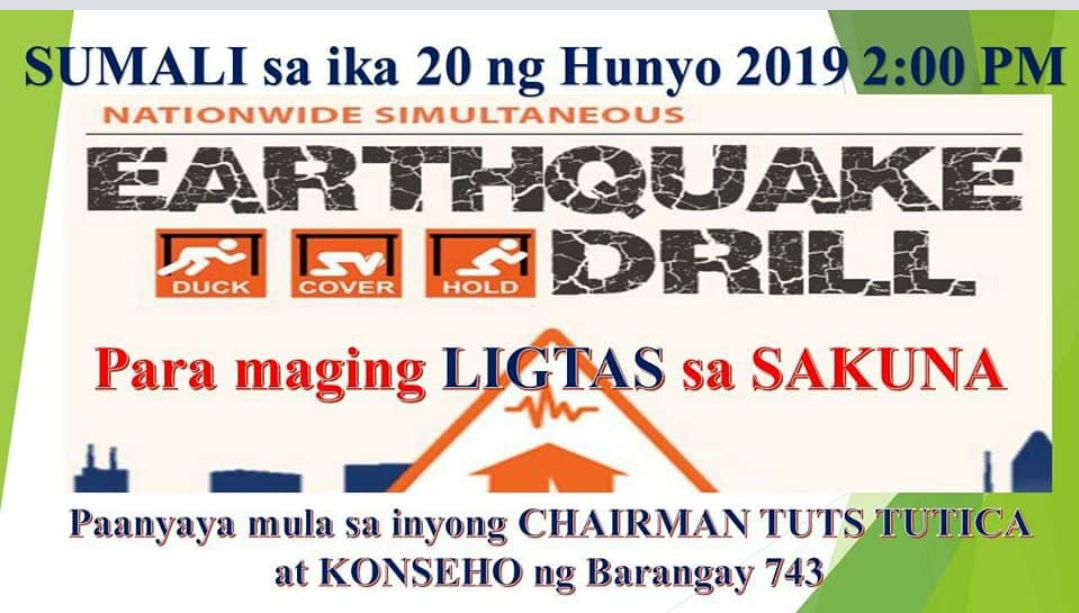 SUMALI sa ika 20 ng Hunyo 2019 2:00 PM
NATIONWIDE SIMULTANEOUS
EARTHQUAKE
DUCK COVER HOLD DRILL
Para maging LIGTAS sa SAKUNA
Paanyaya mula sa inyong CHAIRMAN TUTS TUTICA
at KONSEHO ng Barangay 743